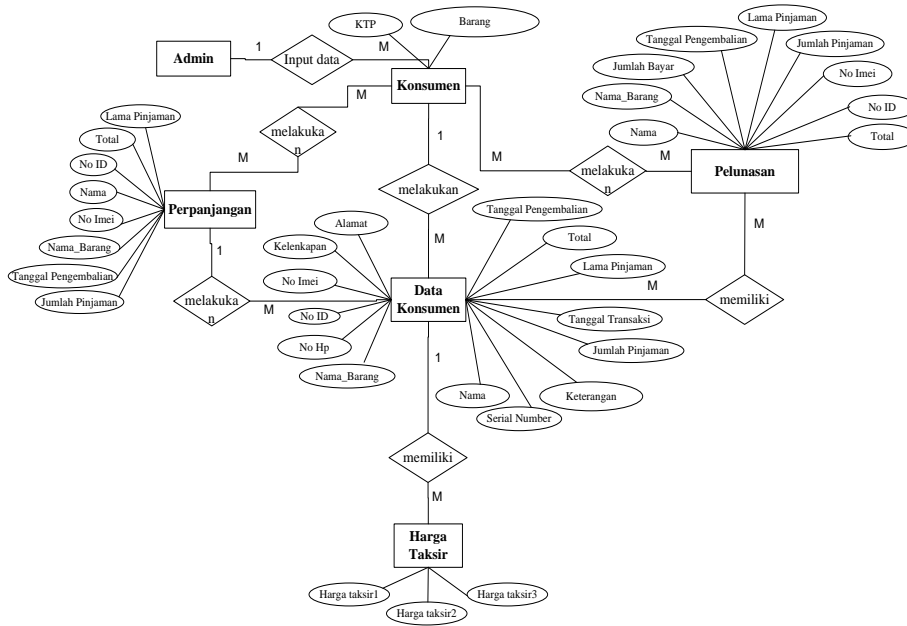 KTP
Barang
Lama Pinjaman
Tanggal Pengembalian
Jumlah Pinjaman
Jumlah Bayar
No Imei
Nama_Barang
No ID
Nama
Total
Admin
1
Input data
M
Konsumen
M
1
M
melakuka
n
M
melakukan
M
melakuka
n
M
Pelunasan
M
Lama Pinjaman
Total
No ID
Nama
No Imei
Nama_Barang
Tanggal Pengembalian
Jumlah Pinjaman
Perpanjangan
1
melakuka
n
M
Alamat
Kelenkapan
No Imei
No ID
No Hp
Nama_Barang
Data
Konsumen
Tanggal Pengembalian
Total
Lama Pinjaman
M
memiliki
Tanggal Transaksi
Jumlah Pinjaman
Keterangan
Nama
Serial Number
1
memiliki
M
Harga
Taksir
Harga taksir1
Harga taksir2
Harga taksir3